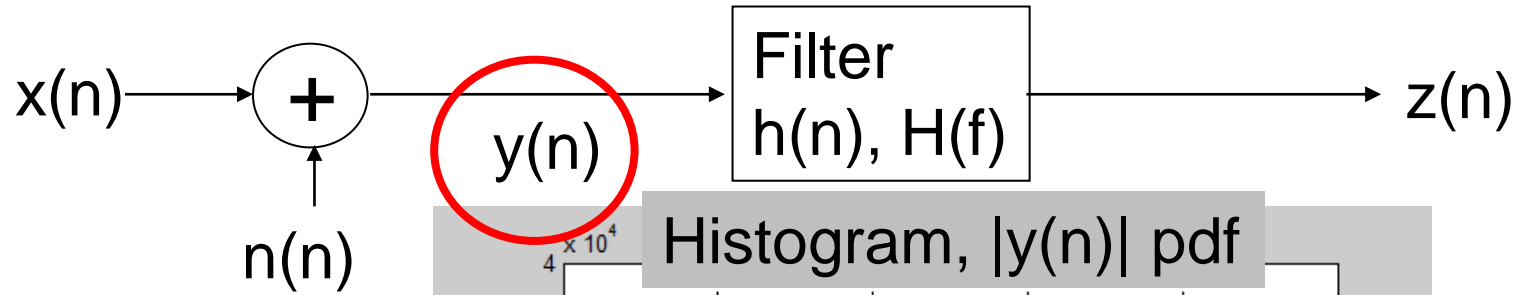 x(n)
+
y(n)
Filter
h(n), H(f)
z(n)
n(n)
x 10⁴
4
Histogram, |y(n)| pdf